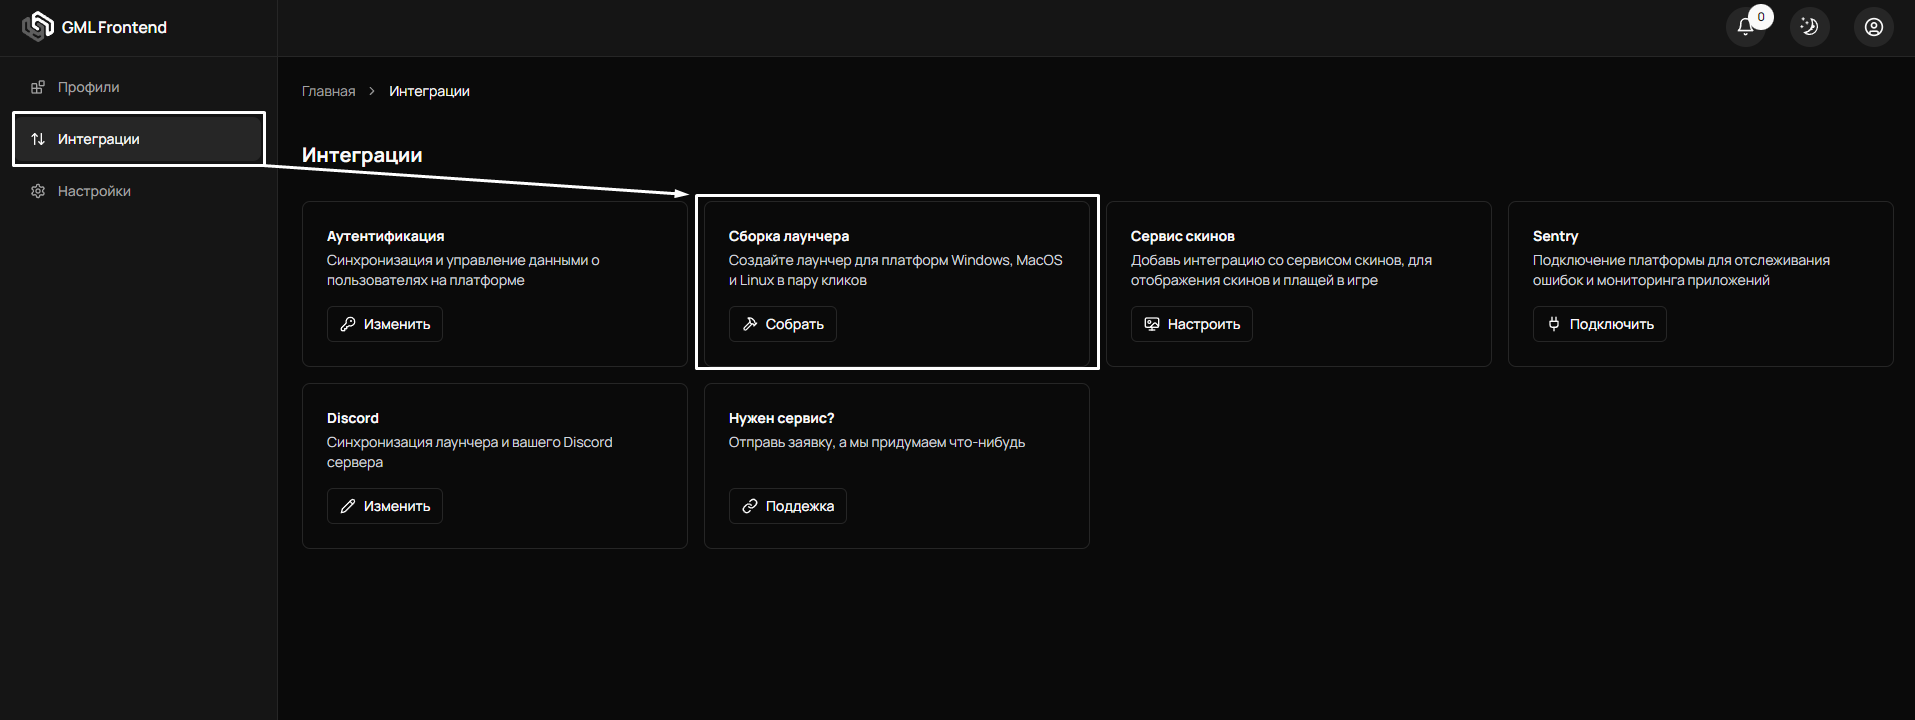 GML Frontend
0
Профили
Интеграции
Настройки
Главная > Интеграции
Интеграции
Аутентификация
Синхронизация и управление данными о
пользователях на платформе
Изменить
Сборка лаунчера
Создайте лаунчер для платформ Windows, MacOS
и Linux в пару кликов
Собрать
Сервис скинов
Добавь интеграцию со сервисом скинов, для
отображения скинов и плащей в игре
Настроить
Sentry
Подключение платформы для отслеживания
ошибок и мониторинга приложений
Подключить
Discord
Синхронизация лаунчера и вашего Discord
сервера
Изменить
Нужен сервис?
Отправь заявку, а мы придумаем что-нибудь
Поддежка